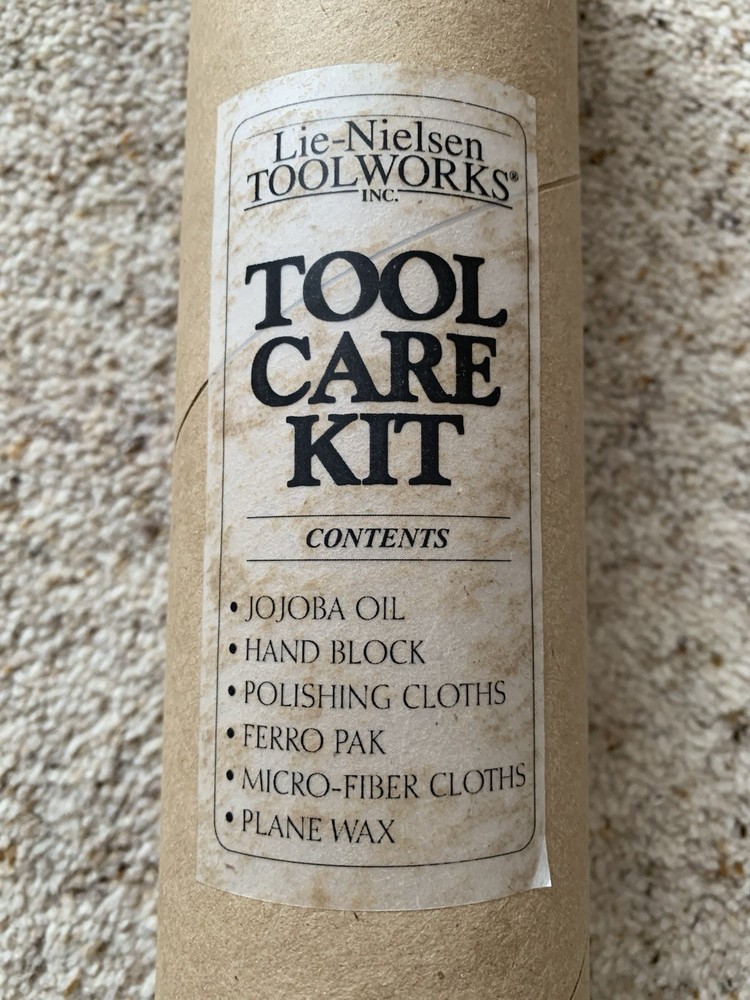 Lie-Nielsen
TOOLWORKS®
INC.
TOOL
CARE
KIT
CONTENTS
• JOJOBA OIL
• HAND BLOCK
• POLISHING CLOTHS
• FERRO PAK
• MICRO-FIBER CLOTHS
• PLANE WAX